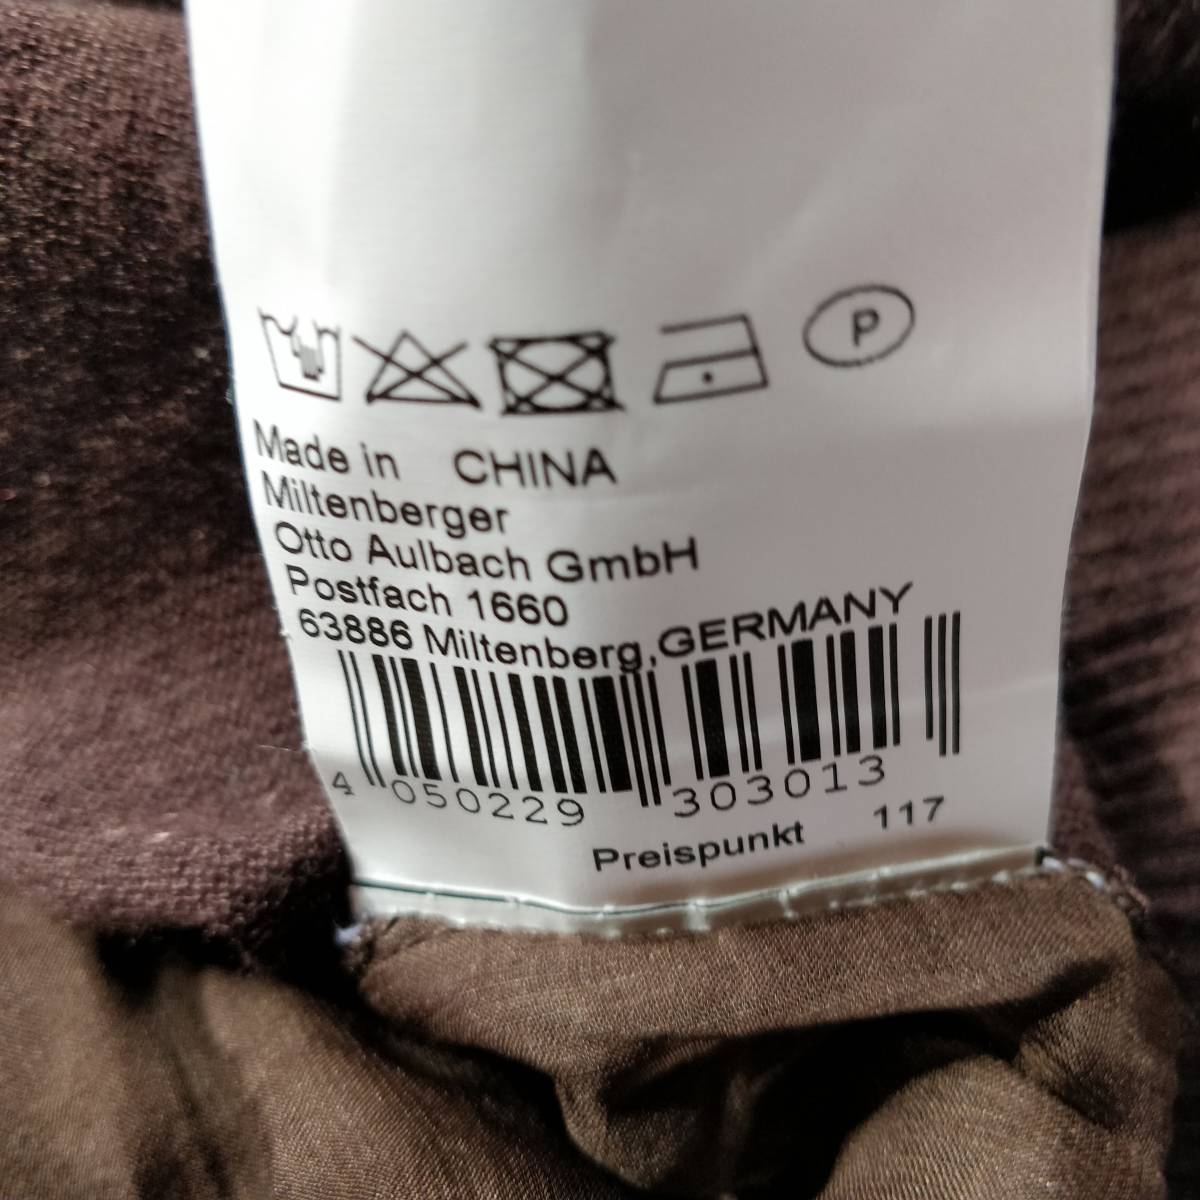 P
Made in CHINA
Miltenberger
Otto Aulbach GmbH
Postfach 1660
63886 Miltenberg,GERMANY
4 050229 303013
Preispunkt 117